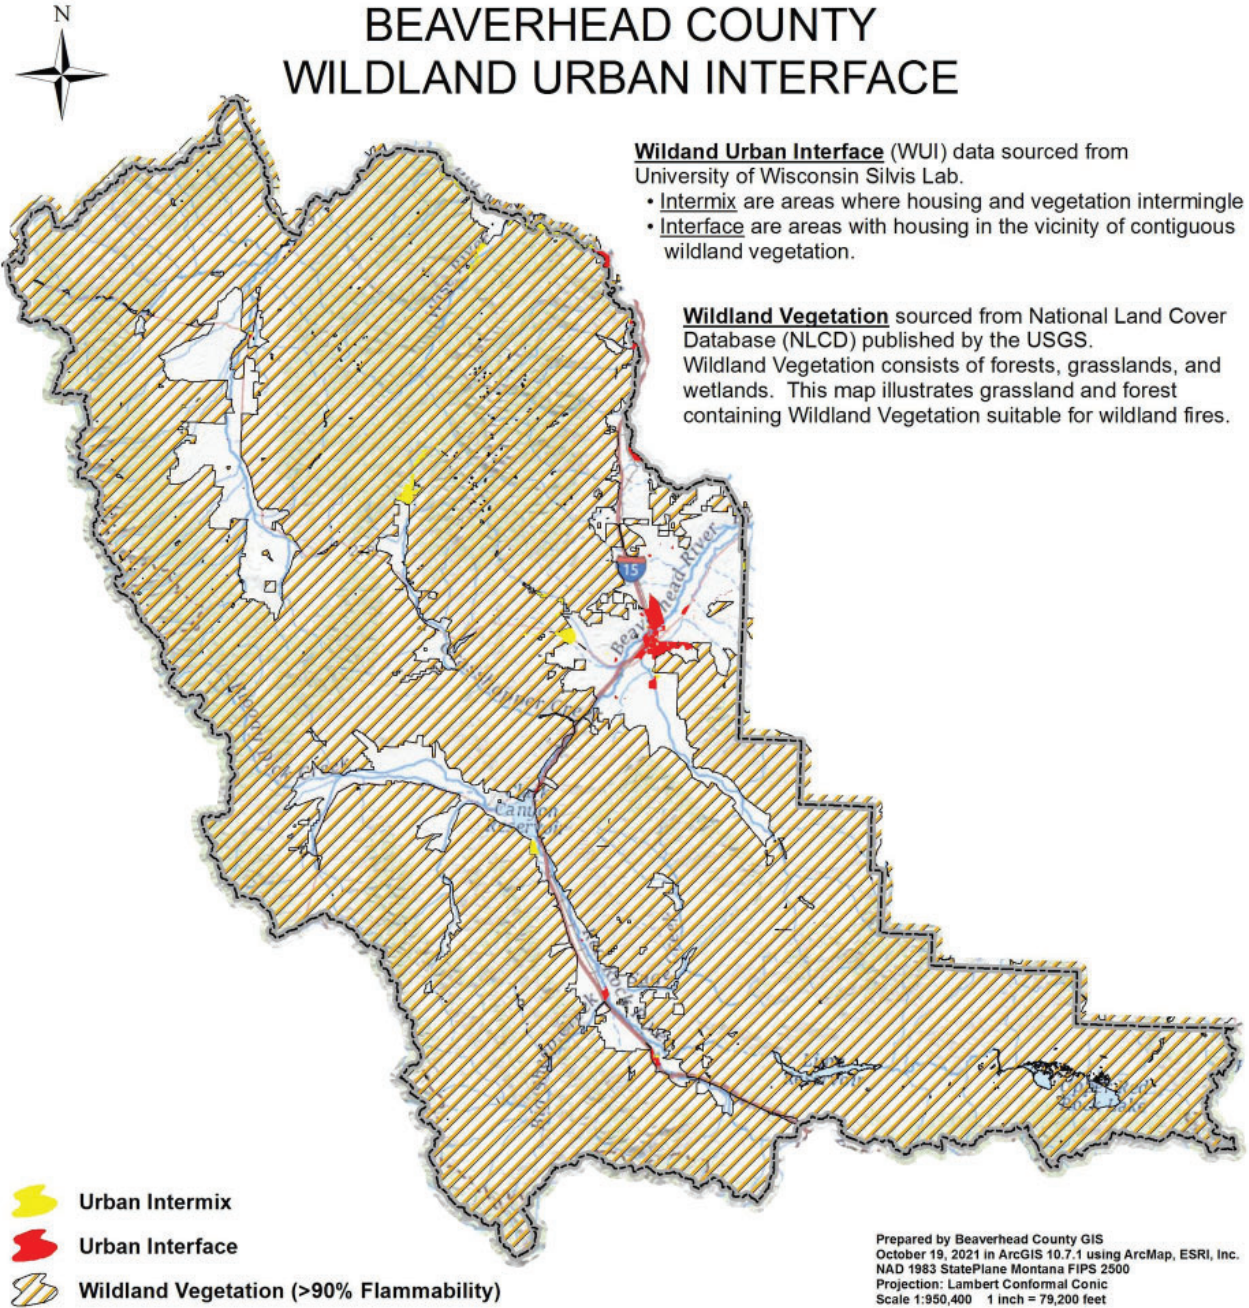 N
BEAVERHEAD COUNTY
WILDLAND URBAN INTERFACE
Wildand Urban Interface (WUI) data sourced from
University of Wisconsin Silvis Lab.
• Intermix are areas where housing and vegetation intermingle
• Interface are areas with housing in the vicinity of contiguous
wildland vegetation.
Wildland Vegetation sourced from National Land Cover
Database (NLCD) published by the USGS.
Wildland Vegetation consists of forests, grasslands, and
wetlands. This map illustrates grassland and forest
containing Wildland Vegetation suitable for wildland fires.
15
Beaverhead River
Canyon
Reservoir
Urban Intermix
Urban Interface
Wildland Vegetation (>90% Flammability)
Prepared by Beaverhead County GIS
October 19, 2021 in ArcGIS 10.7.1 using ArcMap, ESRI, Inc.
NAD 1983 StatePlane Montana FIPS 2500
Projection: Lambert Conformal Conic
Scale 1:950,400 1 inch = 79,200 feet